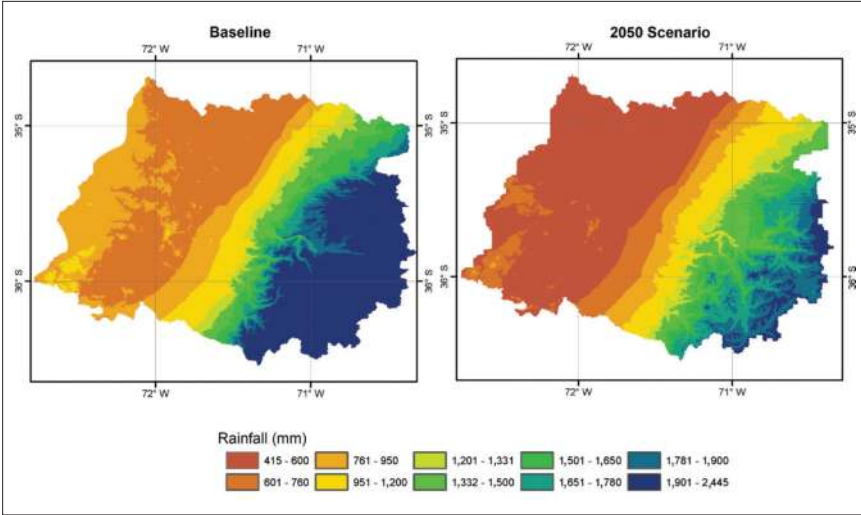 Baseline
2050 Scenario
72° W 71° W
72° W 71° W
35° S 35° S 35° S 35° S
36° S 36° S 36° S 36° S
72° W 71° W
72° W 71° W
Rainfall (mm)
415 - 600 761 - 950 1,201 - 1,331 1,501 - 1,650 1,781 - 1,900
601 - 760 951 - 1,200 1,332 - 1,500 1,651 - 1,780 1,901 - 2,445